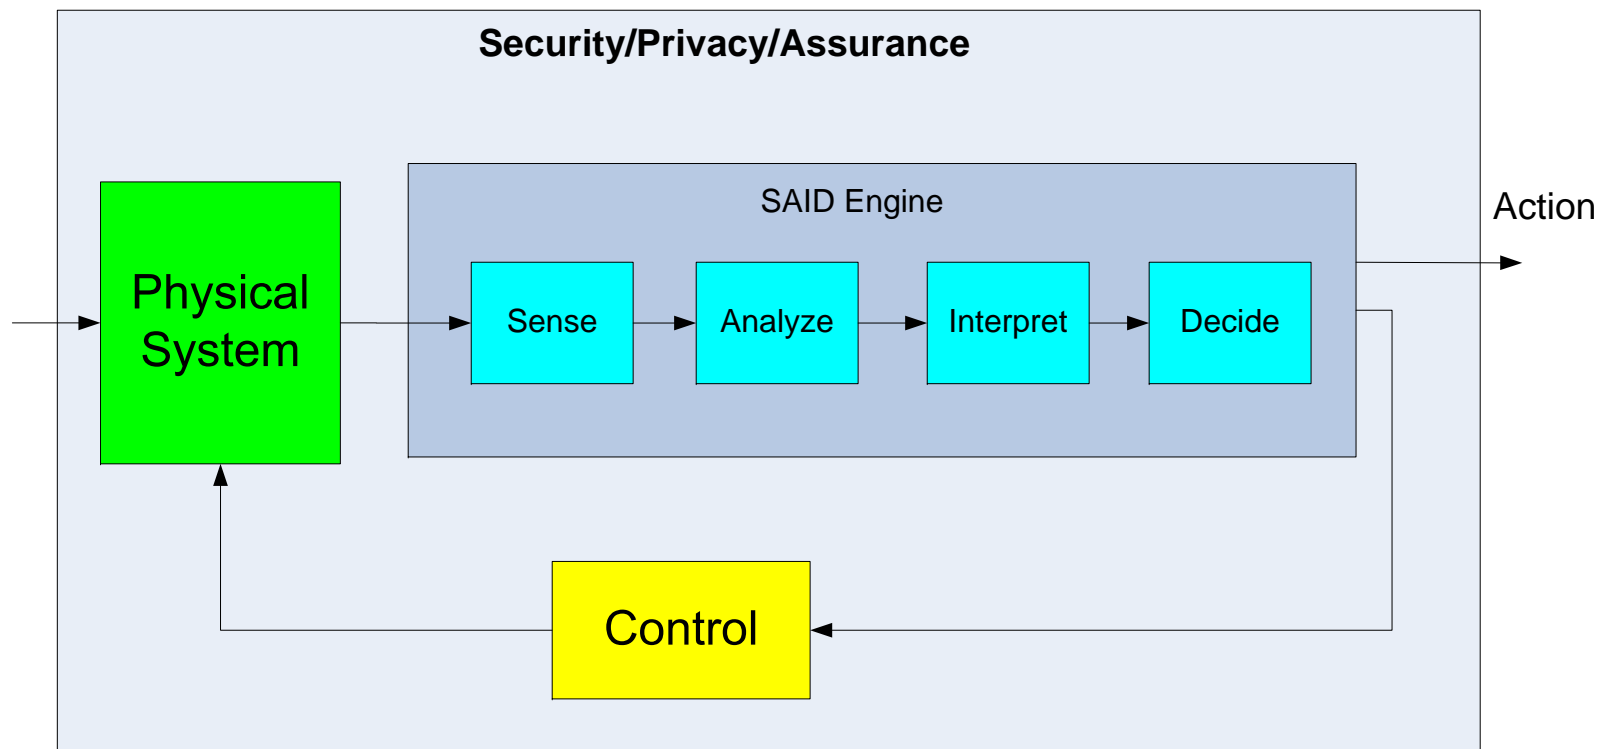 Security/Privacy/Assurance
SAID Engine
Action
Physical
System
Sense
Analyze
Interpret
Decide
Control